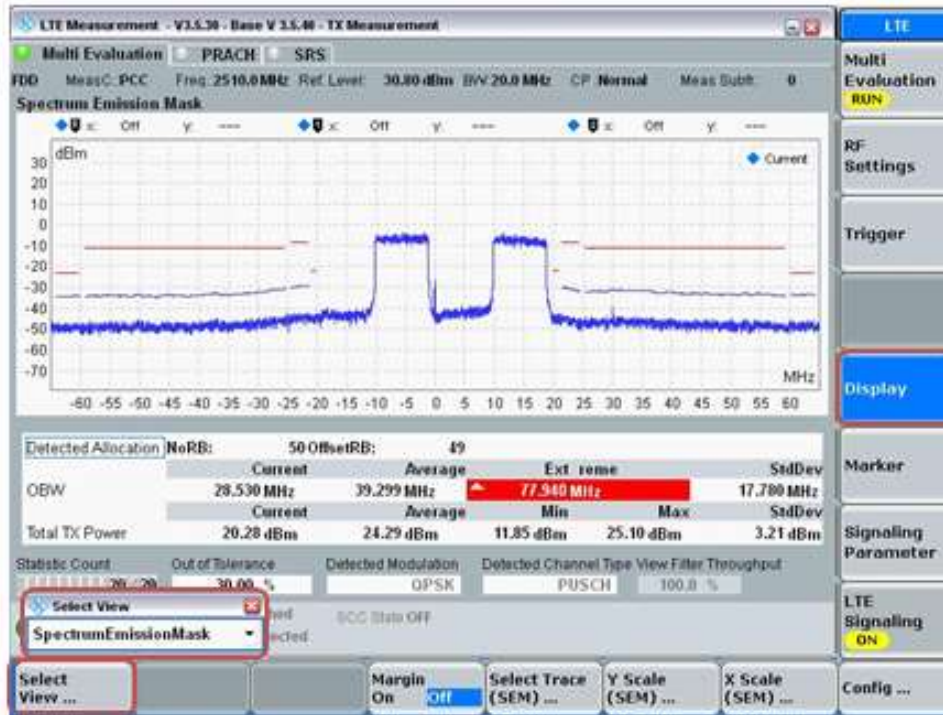 LTE Measurement - V3.5.30 - Base V 3.5.40 - TX Measurement
LTE
Multi Evaluation PRACH SRS
FDD MeasC: PCC Freq: 2510.0 MHz Ref. Level: 30.80 dBm BW: 20.0 MHz CP: Normal Meas Subfr.: 0
Spectrum Emission Mask
x: Off y: --- x: Off y: --- x: Off y: ---
dBm
Current
30
20
10
0
-10
-20
-30
-40
-50
-60
-70
MHz
-60 -55 -50 -45 -40 -35 -30 -25 -20 -15 -10 -5 0 5 10 15 20 25 30 35 40 45 50 55 60
Detected Allocation NoRB: 50 OffsetRB: 49
Current Average Ext reme StdDev
OBW 28.530 MHz 39.299 MHz 77.940 MHz 17.780 MHz
Current Average Min Max StdDev
Total TX Power 20.28 dBm 24.29 dBm 11.85 dBm 25.10 dBm 3.21 dBm
Statistic Count Out of Tolerance Detected Modulation Detected Channel Type View Filter Throughput
20 / 20 30.00 % QPSK PUSCH 100.0 %
Select View
SCC State OFF
SpectrumEmissionMask
Select View ...
Margin
On Off
Select Trace (SEM) ...
Y Scale (SEM) ...
X Scale (SEM) ...
Multi
Evaluation
RUN
RF
Settings
Trigger
Display
Marker
Signaling
Parameter
LTE
Signaling
ON
Config ...